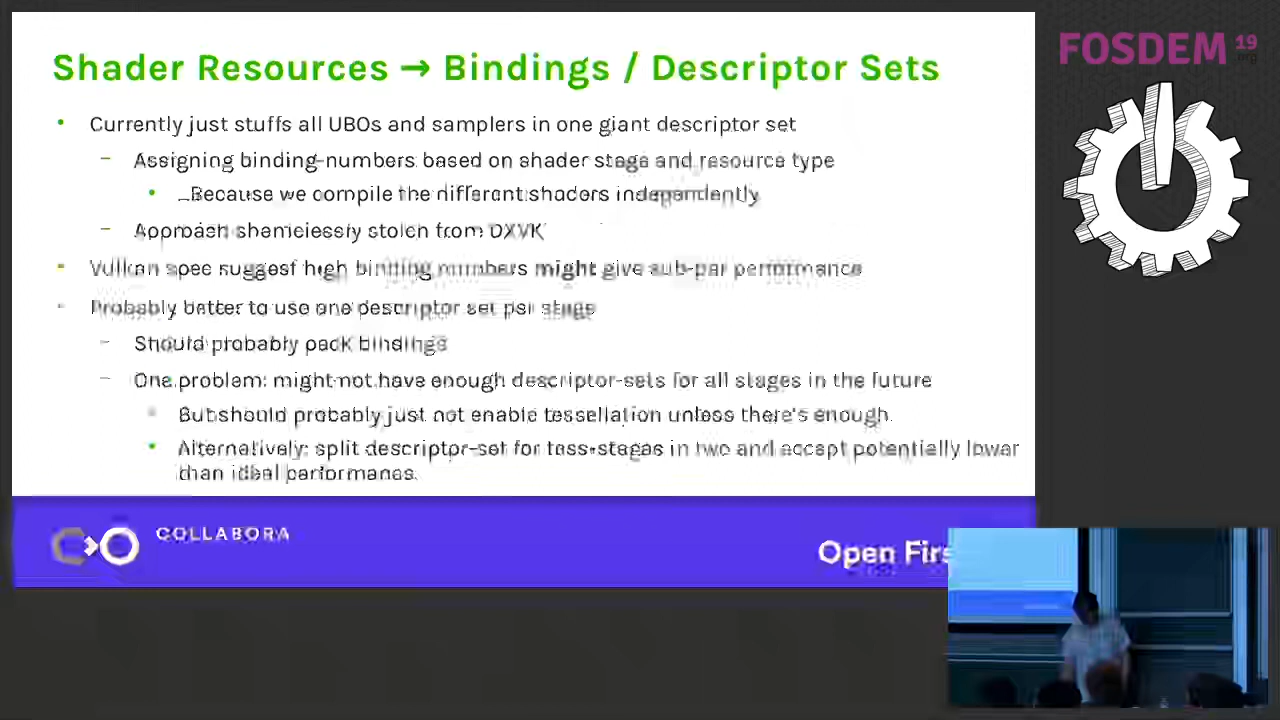 Shader Resources → Bindings / Descriptor Sets
FOSDEM 19
.org
• Currently just stuffs all UBOs and samplers in one giant descriptor set
– Assigning binding-numbers based on shader stage and resource type
• …Because we compile the different shaders independently
– Approach shamelessly stolen from DXVK
• Vulkan spec suggest high binding numbers might give sub-par performance
• Probably better to use one descriptor set per stage
– Should probably pack bindings
– One problem: might not have enough descriptor-sets for all stages in the future
• But should probably just not enable tessellation unless there's enough.
• Alternatively: split descriptor-set for tess-stages in two and accept potentially lower
than ideal performance.
COLLABORA
Open Firs